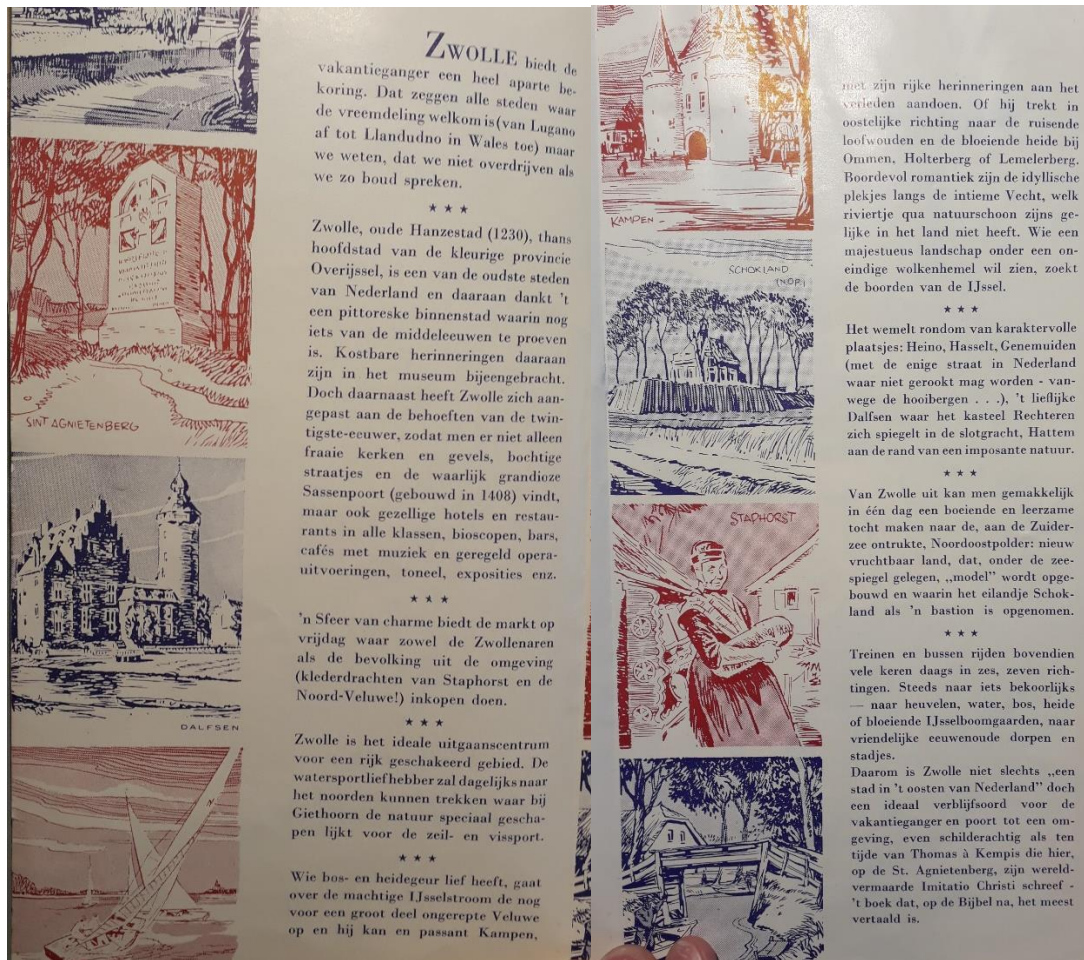 ZWOLLE biedt de
vakantieganger een heel aparte be-
koring. Dat zeggen alle steden waar
de vreemdeling welkom is (van Lugano
af tot Llandudno in Wales toe) maar
we weten, dat we niet overdrijven als
we zo boud spreken.
★ ★ ★
Zwolle, oude Hanzestad (1230), thans
hoofdstad van de kleurige provincie
Overijssel, is een van de oudste steden
van Nederland en daaraan dankt 't
een pittoreske binnenstad waarin nog
iets van de middeleeuwen te proeven
is. Kostbare herinneringen daaraan
zijn in het museum bijeengebracht.
Doch daarnaast heeft Zwolle zich aan-
gepast aan de behoeften van de twin-
tigste-eeuwer, zodat men er niet alleen
fraaie kerken en gevels, bochtige
straatjes en de waarlijk grandioze
Sassenpoort (gebouwd in 1408) vindt,
maar ook gezellige hotels en restau-
rants in alle klassen, bioscopen, bars,
cafés met muziek en geregeld opera-
uitvoeringen, toneel, exposities enz.
★ ★ ★
'n Sfeer van charme biedt de markt op
vrijdag waar zowel de Zwollenaren
als de bevolking uit de omgeving
(klederdrachten van Staphorst en de
Noord-Veluwe!) inkopen doen.
★ ★ ★
Zwolle is het ideale uitgaanscentrum
voor een rijk geschakeerd gebied. De
watersportliefhebber zal dagelijks naar
het noorden kunnen trekken waar bij
Giethoorn de natuur speciaal gescha-
pen lijkt voor de zeil- en vissport.
★ ★ ★
Wie bos- en heidegeur lief heeft, gaat
over de machtige IJsselstroom de nog
voor een groot deel ongerepte Veluwe
op en hij kan en passant Kampen,
SINT AGNIETENBERG
DALFSEN
met zijn rijke herinneringen aan het
verleden aandoen. Of hij trekt in
oostelijke richting naar de ruisende
loofwouden en de bloeiende heide bij
Ommen, Holterberg of Lemelerberg.
Boordevol romantiek zijn de idyllische
plekjes langs de intieme Vecht, welk
riviertje qua natuurschoon zijns ge-
lijke in het land niet heeft. Wie een
majestueus landschap onder een on-
eindige wolkenhemel wil zien, zoekt
de boorden van de IJssel.
★ ★ ★
Het wemelt rondom van karaktervolle
plaatsjes: Heino, Hasselt, Genemuiden
(met de enige straat in Nederland
waar niet gerookt mag worden - van-
wege de hooibergen . . .), 't lieflijke
Dalfsen waar het kasteel Rechteren
zich spiegelt in de slotgracht, Hattem
aan de rand van een imposante natuur.
★ ★ ★
Van Zwolle uit kan men gemakkelijk
in één dag een boeiende en leerzame
tocht maken naar de, aan de Zuider-
zee ontrukte, Noordoostpolder: nieuw
vruchtbaar land, dat, onder de zee-
spiegel gelegen, „model” wordt opge-
bouwd en waarin het eilandje Schok-
land als 'n bastion is opgenomen.
★ ★ ★
Treinen en bussen rijden bovendien
vele keren daags in zes, zeven rich-
tingen. Steeds naar iets bekoorlijks
— naar heuvelen, water, bos, heide
of bloeiende IJsselboomgaarden, naar
vriendelijke eeuwenoude dorpen en
stadjes.
Daarom is Zwolle niet slechts „een
stad in 't oosten van Nederland” doch
een ideaal verblijfsoord voor de
vakantieganger en poort tot een om-
geving, even schilderachtig als ten
tijde van Thomas à Kempis die hier,
op de St. Agnietenberg, zijn wereld-
vermaarde Imitatio Christi schreef -
't boek dat, op de Bijbel na, het meest
vertaald is.
KAMPEN
SCHOKLAND
STAPHORST